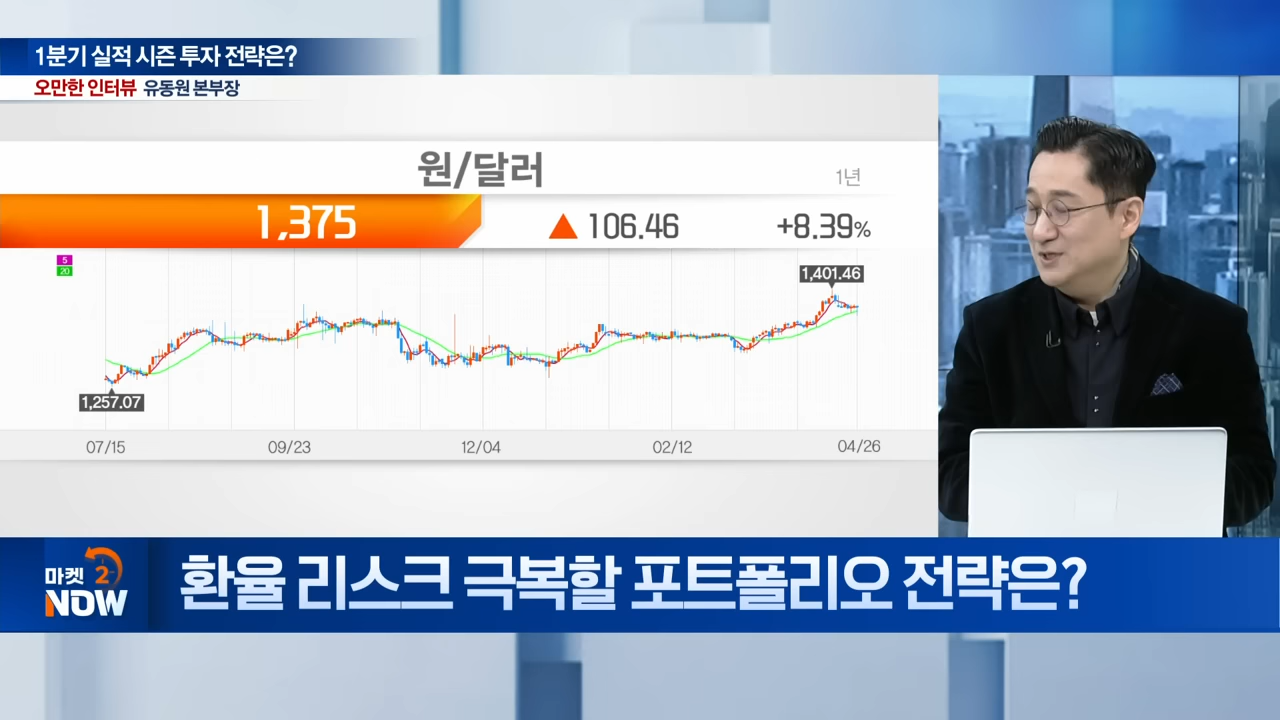 1분기 실적 시즌 투자 전략은?
오만한 인터뷰 유동원 본부장
원/달러
1년
1,375
▲ 106.46
+8.39%
5
20
1,401.46
1,257.07
07/15
09/23
12/04
02/12
04/26
마켓 2
NOW
환율 리스크 극복할 포트폴리오 전략은?